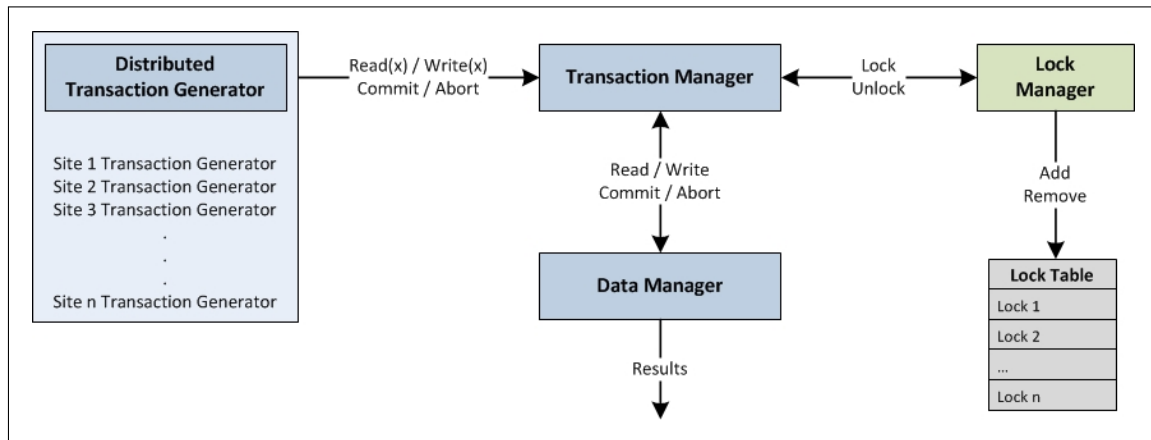 Distributed
Transaction Generator
Site 1 Transaction Generator
Site 2 Transaction Generator
Site 3 Transaction Generator
.
.
.
Site n Transaction Generator
Read(x) / Write(x)
Commit / Abort
Transaction Manager
Lock
Unlock
Lock
Manager
Read / Write
Commit / Abort
Add
Remove
Data Manager
Results
Lock Table
Lock 1
Lock 2
...
Lock n